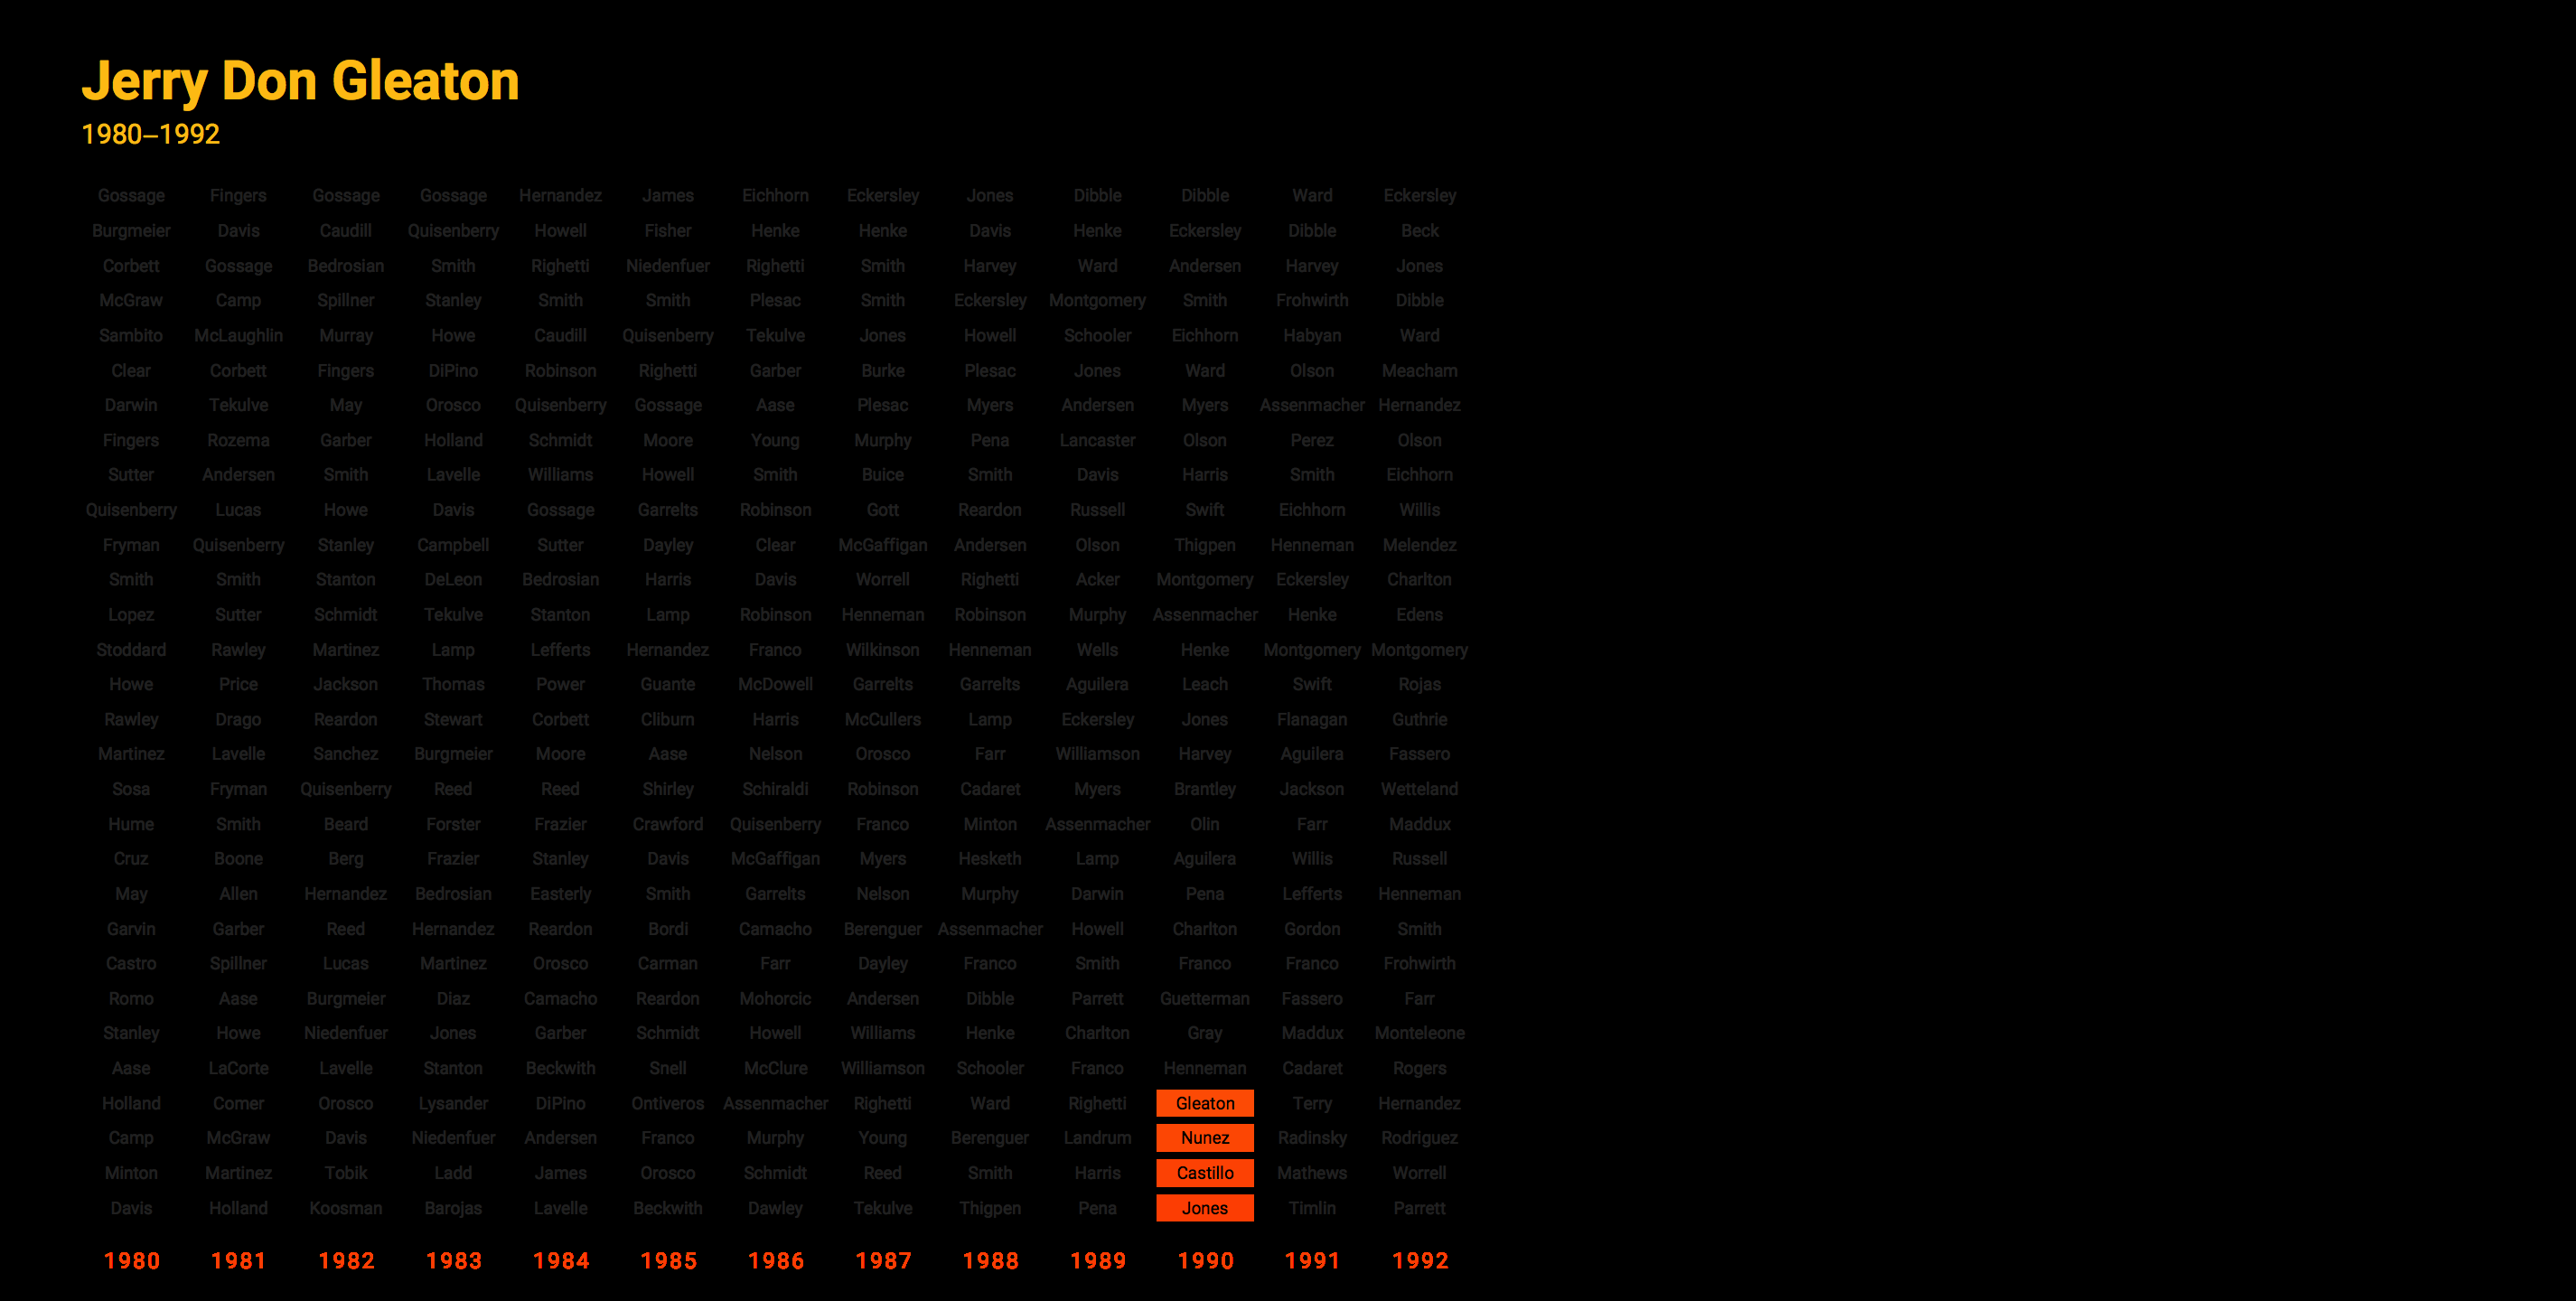 Jerry Don Gleaton
1980–1992
Gossage Fingers Gossage Gossage Hernandez James Eichhorn Eckersley Jones Dibble Dibble Ward Eckersley
Burgmeier Davis Caudill Quisenberry Howell Fisher Henke Henke Davis Henke Eckersley Dibble Beck
Corbett Gossage Bedrosian Smith Righetti Niedenfuer Righetti Smith Harvey Ward Andersen Harvey Jones
McGraw Camp Spillner Stanley Smith Smith Plesac Smith Eckersley Montgomery Smith Frohwirth Dibble
Sambito McLaughlin Murray Howe Caudill Quisenberry Tekulve Jones Howell Schooler Eichhorn Habyan Ward
Clear Corbett Fingers DiPino Robinson Righetti Garber Burke Plesac Jones Ward Olson Meacham
Darwin Tekulve May Orosco Quisenberry Gossage Aase Plesac Myers Andersen Myers Assenmacher Hernandez
Fingers Rozema Garber Holland Schmidt Moore Young Murphy Pena Lancaster Olson Perez Olson
Sutter Andersen Smith Lavelle Williams Howell Smith Buice Smith Davis Harris Smith Eichhorn
Quisenberry Lucas Howe Davis Gossage Garrelts Robinson Gott Reardon Russell Swift Eichhorn Willis
Fryman Quisenberry Stanley Campbell Sutter Dayley Clear McGaffigan Andersen Olson Thigpen Henneman Melendez
Smith Smith Stanton DeLeon Bedrosian Harris Davis Worrell Righetti Acker Montgomery Eckersley Charlton
Lopez Sutter Schmidt Tekulve Stanton Lamp Robinson Henneman Robinson Murphy Assenmacher Henke Edens
Stoddard Rawley Martinez Lamp Lefferts Hernandez Franco Wilkinson Henneman Wells Henke Montgomery Montgomery
Howe Price Jackson Thomas Power Guante McDowell Garrelts Garrelts Aguilera Leach Swift Rojas
Rawley Drago Reardon Stewart Corbett Cliburn Harris McCullers Lamp Eckersley Jones Flanagan Guthrie
Martinez Lavelle Sanchez Burgmeier Moore Aase Nelson Orosco Farr Williamson Harvey Aguilera Fassero
Sosa Fryman Quisenberry Reed Reed Shirley Schiraldi Robinson Cadaret Myers Brantley Jackson Wetteland
Hume Smith Beard Forster Frazier Crawford Quisenberry Franco Minton Assenmacher Olin Farr Maddux
Cruz Boone Berg Frazier Stanley Davis McGaffigan Myers Hesketh Lamp Aguilera Willis Russell
May Allen Hernandez Bedrosian Easterly Smith Garrelts Nelson Murphy Darwin Pena Lefferts Henneman
Garvin Garber Reed Hernandez Reardon Bordi Camacho Berenguer Assenmacher Howell Charlton Gordon Smith
Castro Spillner Lucas Martinez Orosco Carman Farr Dayley Franco Smith Franco Franco Frohwirth
Romo Aase Burgmeier Diaz Camacho Reardon Mohorcic Andersen Dibble Parrett Guetterman Fassero Farr
Stanley Howe Niedenfuer Jones Garber Schmidt Howell Williams Henke Charlton Gray Maddux Monteleone
Aase LaCorte Lavelle Stanton Beckwith Snell McClure Williamson Schooler Franco Henneman Cadaret Rogers
Holland Comer Orosco Lysander DiPino Ontiveros Assenmacher Righetti Ward Righetti Gleaton Terry Hernandez
Camp McGraw Davis Niedenfuer Andersen Franco Murphy Young Berenguer Landrum Nunez Radinsky Rodriguez
Minton Martinez Tobik Ladd James Orosco Schmidt Reed Smith Harris Castillo Mathews Worrell
Davis Holland Koosman Barojas Lavelle Beckwith Dawley Tekulve Thigpen Pena Jones Timlin Parrett
1980 1981 1982 1983 1984 1985 1986 1987 1988 1989 1990 1991 1992